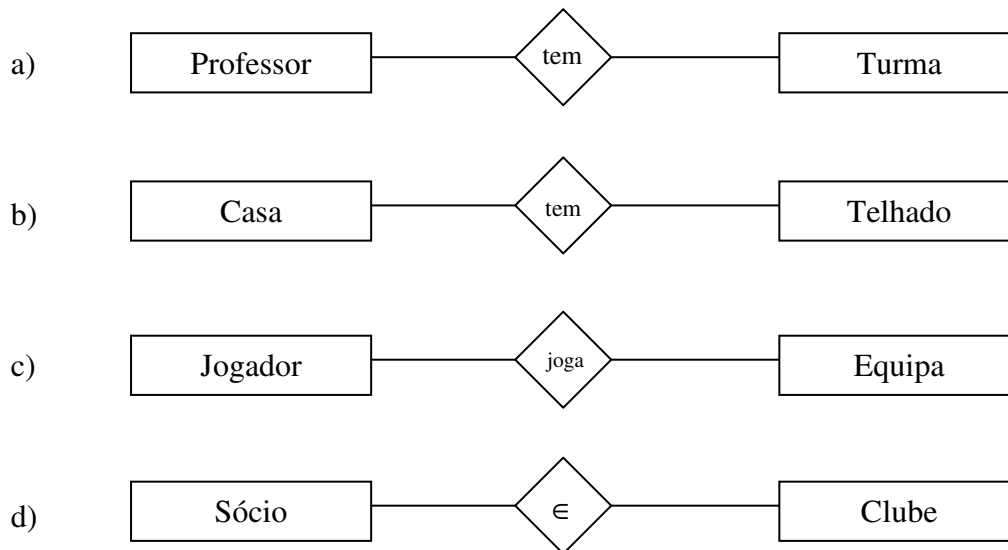 a) Professor tem Turma
b) Casa tem Telhado
c) Jogador joga Equipa
d) Sócio ∈ Clube